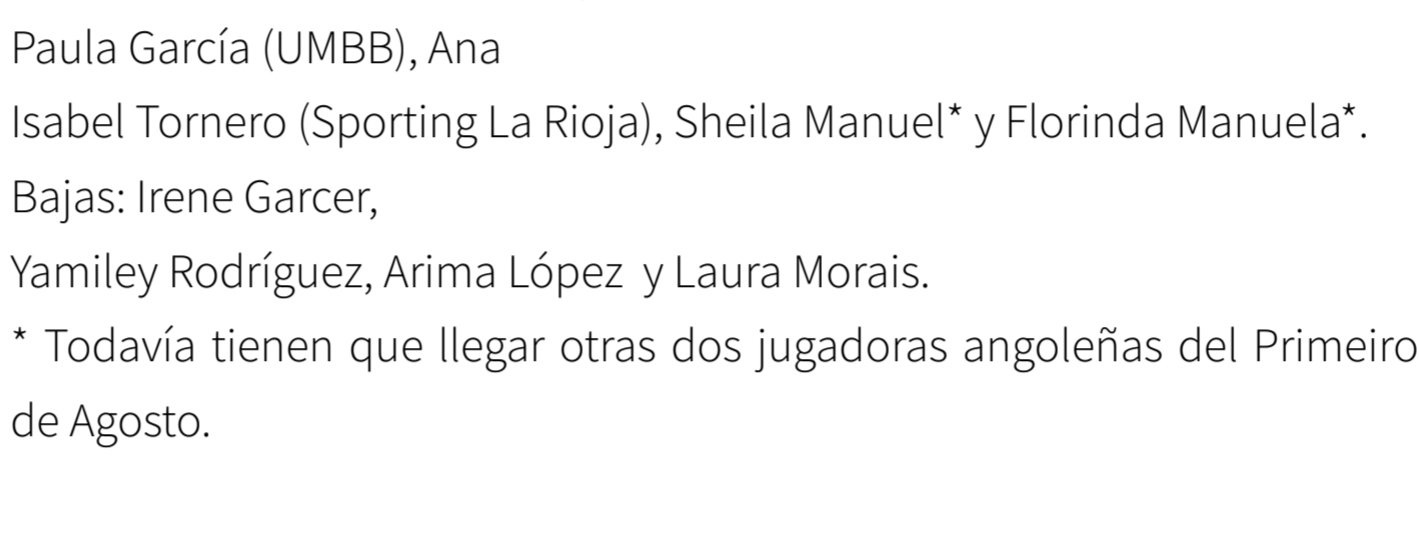 Paula García (UMBB), Ana
Isabel Tornero (Sporting La Rioja), Sheila Manuel* y Florinda Manuela*.
Bajas: Irene Garcer,
Yamiley Rodríguez, Arima López y Laura Morais.
* Todavía tienen que llegar otras dos jugadoras angoleñas del Primeiro
de Agosto.